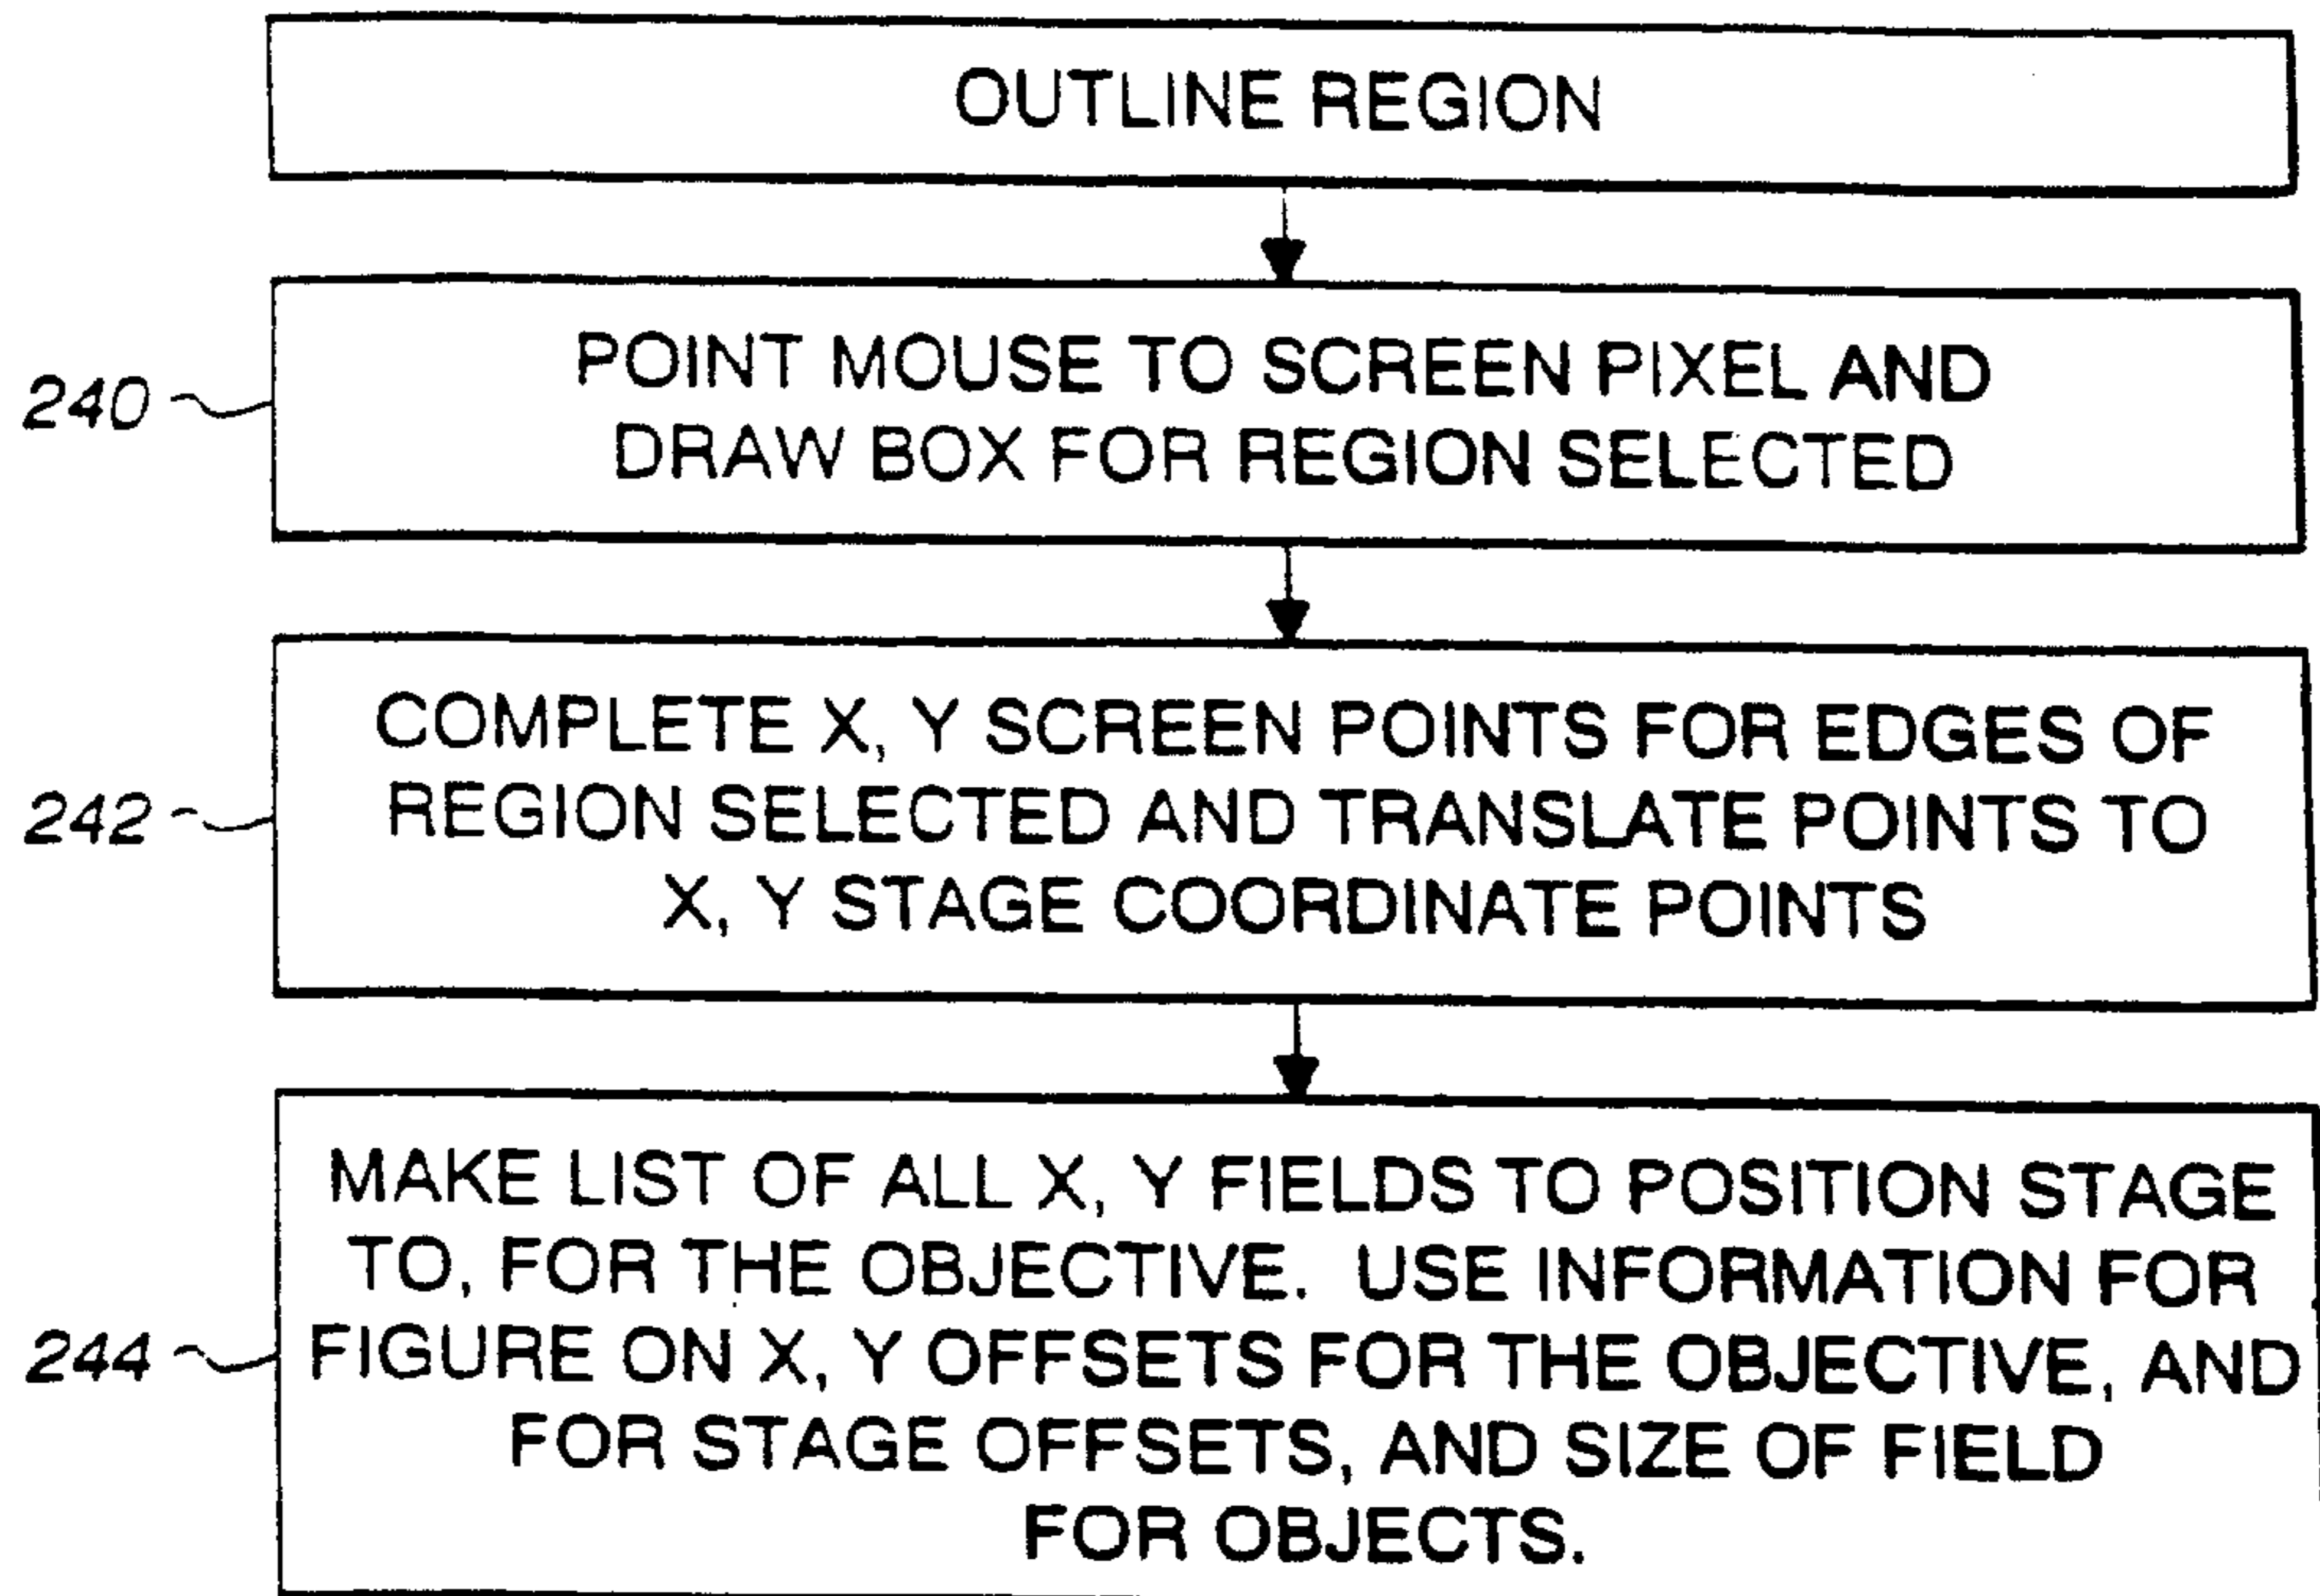 OUTLINE REGION
240
POINT MOUSE TO SCREEN PIXEL AND
DRAW BOX FOR REGION SELECTED
242
COMPLETE X, Y SCREEN POINTS FOR EDGES OF
REGION SELECTED AND TRANSLATE POINTS TO
X, Y STAGE COORDINATE POINTS
244
MAKE LIST OF ALL X, Y FIELDS TO POSITION STAGE
TO, FOR THE OBJECTIVE. USE INFORMATION FOR
FIGURE ON X, Y OFFSETS FOR THE OBJECTIVE, AND
FOR STAGE OFFSETS, AND SIZE OF FIELD
FOR OBJECTS.